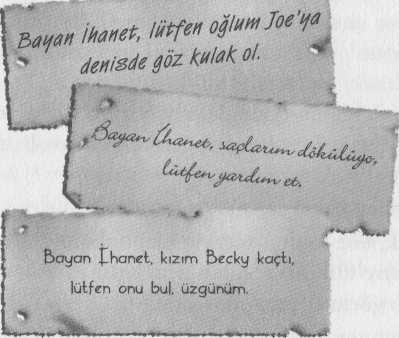 Bayan İhanet, lütfen oğlum Joe'ya
denisde göz kulak ol.
Bayan İhanet, saçlarım dökülüyo,
lütfen yardım et.
Bayan İhanet, kızım Becky kaçtı,
lütfen onu bul, üzgünüm.